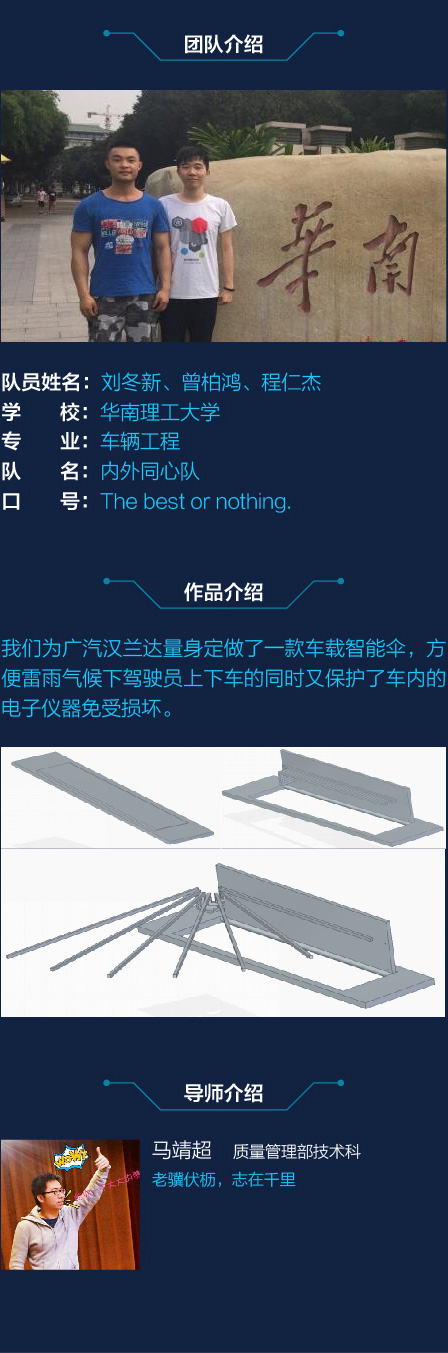 团队介绍
華南
队员姓名：刘冬新、曾柏鸿、程仁杰
学 校：华南理工大学
专 业：车辆工程
队 名：内外同心队
口 号：The best or nothing.
作品介绍
我们为广汽汉兰达量身定做了一款车载智能伞，方
便雷雨气候下驾驶员上下车的同时又保护了车内的
电子仪器免受损坏。
导师介绍
马靖超 质量管理部技术科
老骥伏枥，志在千里